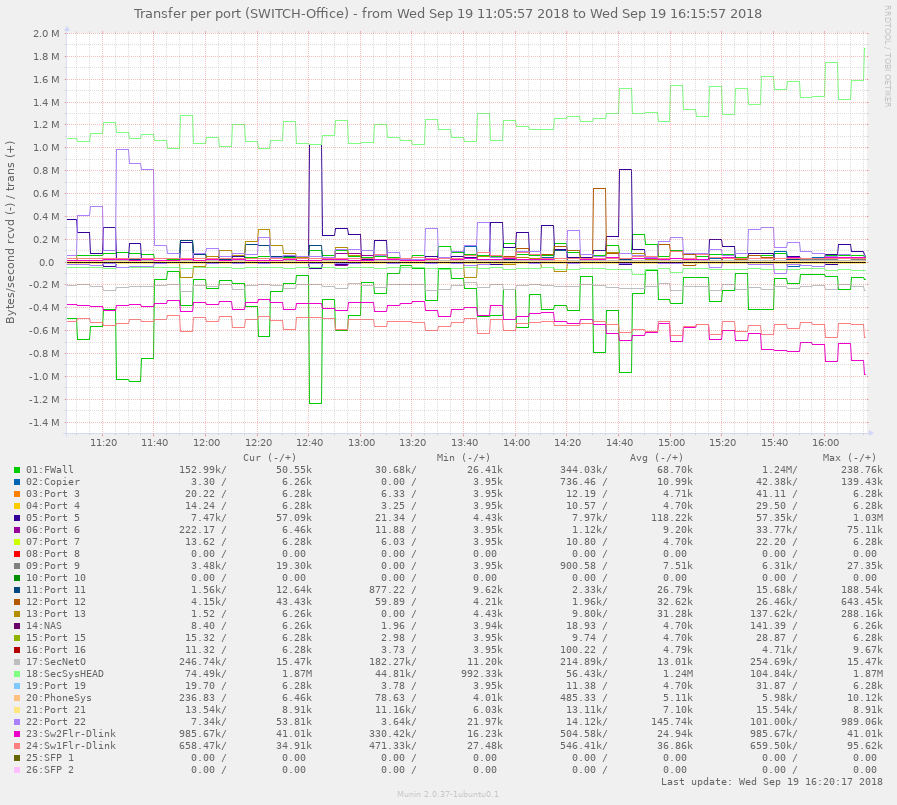 Transfer per port (SWITCH-Office) - from Wed Sep 19 11:05:57 2018 to Wed Sep 19 16:15:57 2018
RRDTOOL / TOBI OETIKER
Bytes/second rcvd (-) / trans (+)
2.0 M
1.8 M
1.6 M
1.4 M
1.2 M
1.0 M
0.8 M
0.6 M
0.4 M
0.2 M
0.0
-0.2 M
-0.4 M
-0.6 M
-0.8 M
-1.0 M
-1.2 M
-1.4 M
11:20 11:40 12:00 12:20 12:40 13:00 13:20 13:40 14:00 14:20 14:40 15:00 15:20 15:40 16:00
Cur (-/+) Min (-/+) Avg (-/+) Max (-/+)
01:FWall 152.99k/ 50.55k 30.68k/ 26.41k 344.03k/ 68.70k 1.24M/ 238.76k
02:Copier 3.30 / 6.26k 0.00 / 3.95k 736.46 / 10.99k 42.38k/ 139.43k
03:Port 3 20.22 / 6.28k 6.33 / 3.95k 12.19 / 4.71k 41.11 / 6.28k
04:Port 4 14.24 / 6.28k 3.25 / 3.95k 10.57 / 4.70k 29.50 / 6.28k
05:Port 5 7.47k/ 57.09k 21.34 / 4.43k 7.97k/ 118.22k 57.35k/ 1.03M
06:Port 6 222.17 / 6.46k 11.88 / 3.95k 1.12k/ 9.20k 33.77k/ 75.11k
07:Port 7 13.62 / 6.28k 6.03 / 3.95k 10.80 / 4.70k 22.20 / 6.28k
08:Port 8 0.00 / 0.00 0.00 / 0.00 0.00 / 0.00 0.00 / 0.00
09:Port 9 3.48k/ 19.30k 0.00 / 3.95k 900.58 / 7.51k 6.31k/ 27.35k
10:Port 10 0.00 / 0.00 0.00 / 0.00 0.00 / 0.00 0.00 / 0.00
11:Port 11 1.56k/ 12.64k 877.22 / 9.62k 2.33k/ 26.79k 15.68k/ 188.54k
12:Port 12 4.15k/ 43.43k 59.89 / 4.21k 1.96k/ 32.62k 26.46k/ 643.45k
13:Port 13 1.52 / 6.26k 0.00 / 4.43k 9.80k/ 31.28k 137.62k/ 288.16k
14:NAS 8.40 / 6.26k 1.96 / 3.94k 18.93 / 4.70k 141.39 / 6.26k
15:Port 15 15.32 / 6.28k 2.98 / 3.95k 9.74 / 4.70k 28.87 / 6.28k
16:Port 16 11.32 / 6.28k 3.73 / 3.95k 100.22 / 4.79k 4.71k/ 9.67k
17:SecNetO 246.74k/ 15.47k 182.27k/ 11.20k 214.89k/ 13.01k 254.69k/ 15.47k
18:SecSysHEAD 74.49k/ 1.87M 44.81k/ 992.33k 56.43k/ 1.24M 104.84k/ 1.87M
19:Port 19 19.70 / 6.28k 3.78 / 3.95k 11.38 / 4.70k 31.87 / 6.28k
20:PhoneSys 236.83 / 6.46k 78.63 / 4.01k 485.33 / 5.11k 5.98k/ 10.12k
21:Port 21 13.54k/ 8.91k 11.16k/ 6.03k 13.11k/ 7.10k 15.54k/ 8.91k
22:Port 22 7.34k/ 53.81k 3.64k/ 21.97k 14.12k/ 145.74k 101.00k/ 989.06k
23:Sw2Flr-Dlink 985.67k/ 41.01k 330.42k/ 16.23k 504.58k/ 24.94k 985.67k/ 41.01k
24:Sw1Flr-Dlink 658.47k/ 34.91k 471.33k/ 27.48k 546.41k/ 36.86k 659.50k/ 95.62k
25:SFP 1 0.00 / 0.00 0.00 / 0.00 0.00 / 0.00 0.00 / 0.00
26:SFP 2 0.00 / 0.00 0.00 / 0.00 0.00 / 0.00 0.00 / 0.00
Last update: Wed Sep 19 16:20:17 2018
Munin 2.0.37-1ubuntu0.1